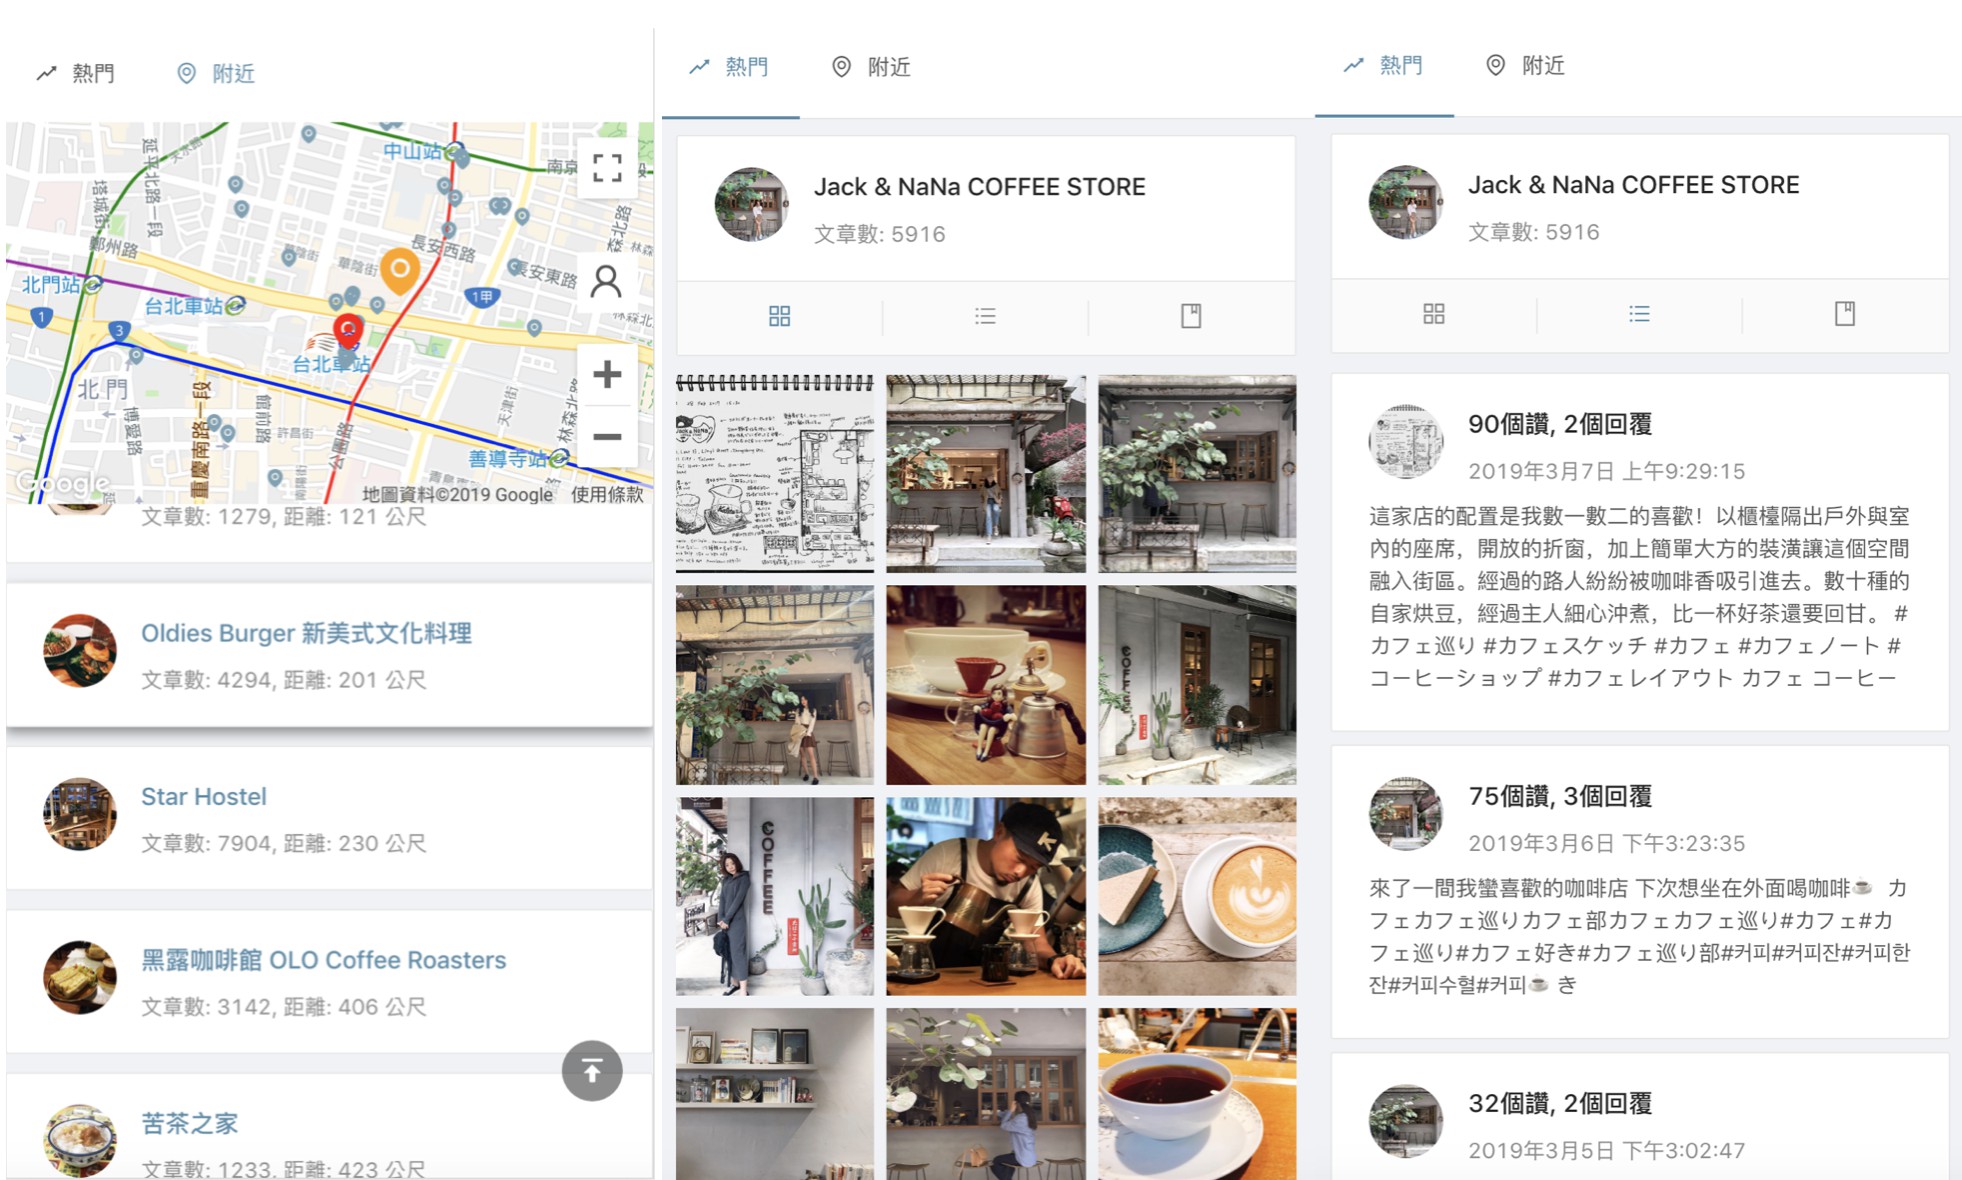 熱門
附近
中山站
南京
延平北路一段
塔城街
鄭州路
華陰街
華陰街
長安西路
長安東路
林森北路
北門站
台北車站
1甲
1
3
台北車站
北門
博愛路
重慶南路一段
館前路
許昌街
南陽街
公園路
天津街
林森北路
善導寺站
Google
地圖資料©2019 Google
使用條款
文章數: 1279, 距離: 121 公尺
Oldies Burger 新美式文化料理
文章數: 4294, 距離: 201 公尺
Star Hostel
文章數: 7904, 距離: 230 公尺
黑露咖啡館 OLO Coffee Roasters
文章數: 3142, 距離: 406 公尺
苦茶之家
文章數: 1233, 距離: 423 公尺
熱門
附近
Jack & NaNa COFFEE STORE
文章數: 5916
COFFEE
COFFEE
熱門
附近
Jack & NaNa COFFEE STORE
文章數: 5916
90個讚, 2個回覆
2019年3月7日 上午9:29:15
這家店的配置是我數一數二的喜歡！以櫃檯隔出戶外與室
內的座席，開放的折窗，加上簡單大方的裝潢讓這個空間
融入街區。經過的路人紛紛被咖啡香吸引進去。數十種的
自家烘豆，經過主人細心沖煮，比一杯好茶還要回甘。 #
カフェ巡り #カフェスケッチ #カフェ #カフェノート #
コーヒーショップ #カフェレイアウト カフェ コーヒー
75個讚, 3個回覆
2019年3月6日 下午3:23:35
來了一間我蠻喜歡的咖啡店 下次想坐在外面喝咖啡☕ カ
フェカフェ巡りカフェ部カフェカフェ巡り#カフェ#カ
フェ巡り#カフェ好き#カフェ巡り部#커피#커피잔#커피한
잔#커피수혈#커피☕ き
32個讚, 2個回覆
2019年3月5日 下午3:02:47